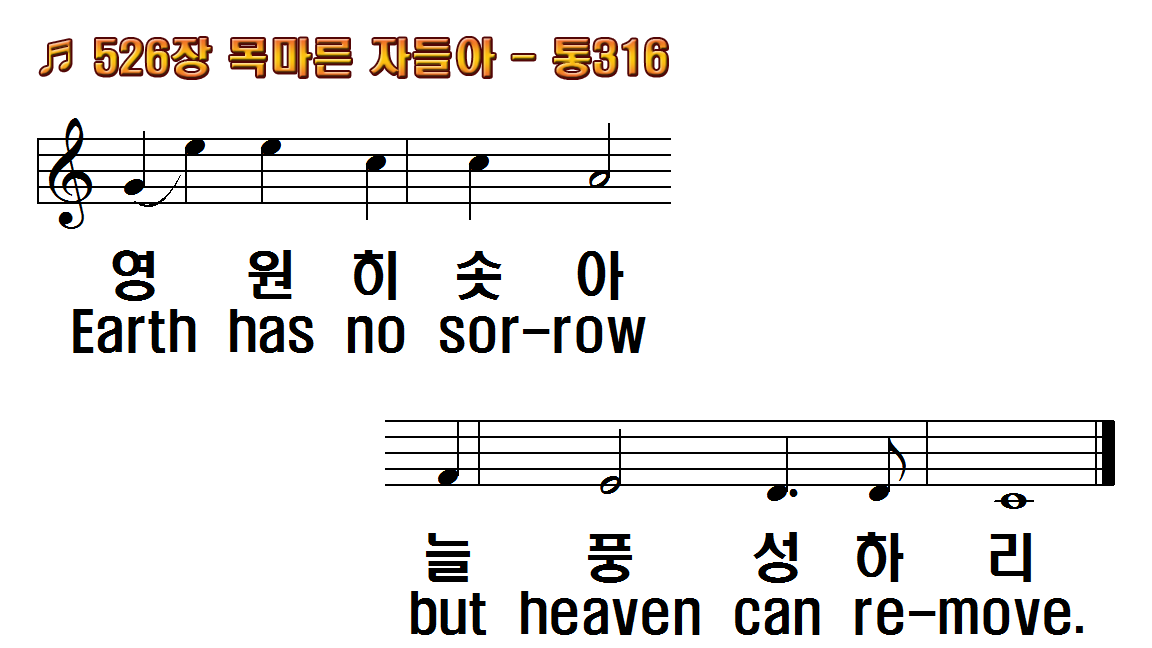 ♬ 526장 목마른 자들아 - 통316
영 원 히 솟 아
Earth has no sor-row
늘 풍 성 하 리
but heaven can re-move.